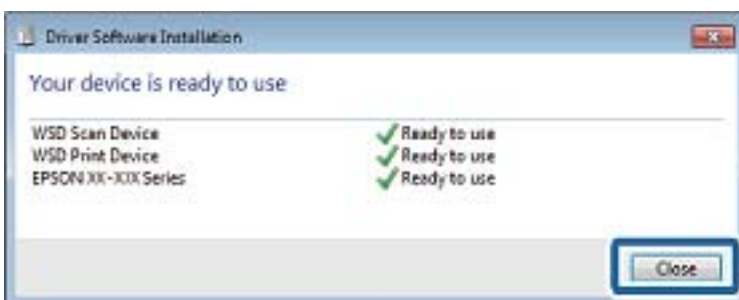 Driver Software Installation
Your device is ready to use
WSD Scan Device Ready to use
WSD Print Device Ready to use
EPSON XX-XXX Series Ready to use
Close